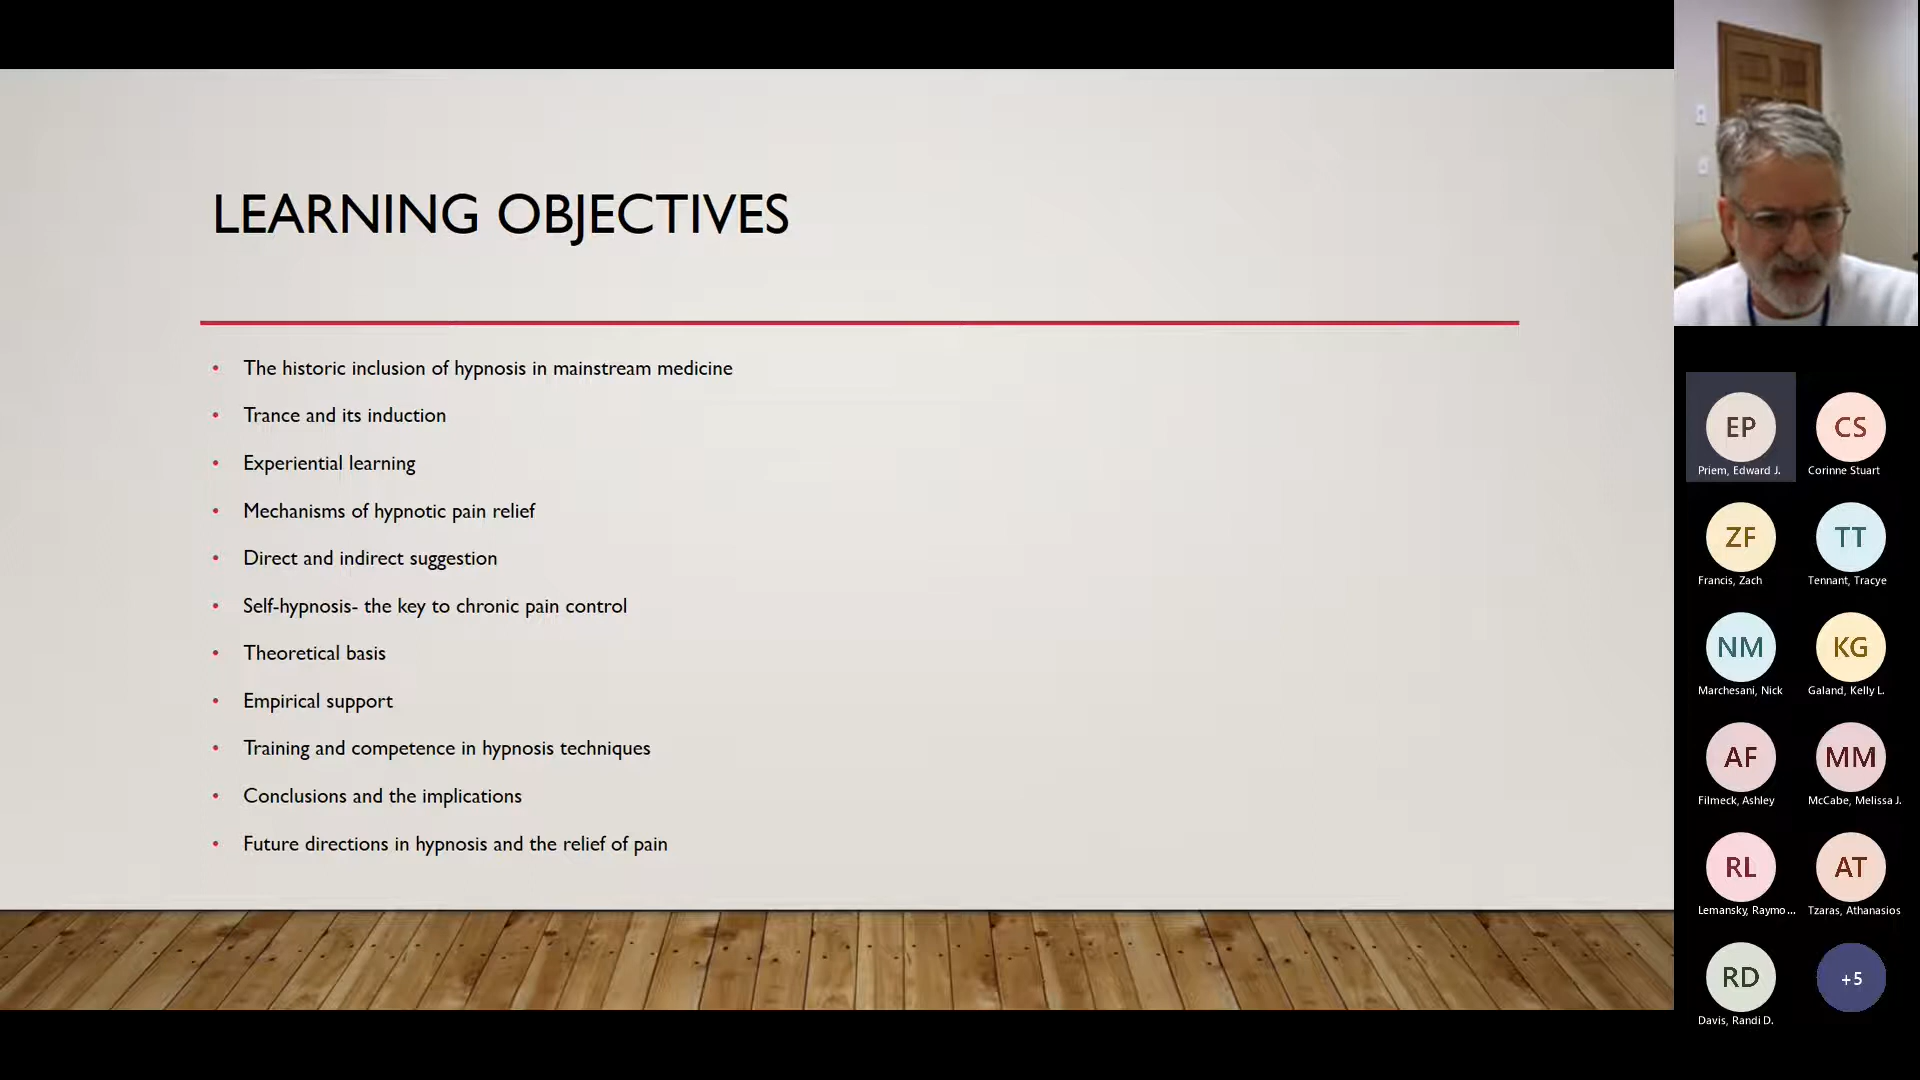 LEARNING OBJECTIVES
• The historic inclusion of hypnosis in mainstream medicine
• Trance and its induction
• Experiential learning
• Mechanisms of hypnotic pain relief
• Direct and indirect suggestion
• Self-hypnosis- the key to chronic pain control
• Theoretical basis
• Empirical support
• Training and competence in hypnosis techniques
• Conclusions and the implications
• Future directions in hypnosis and the relief of pain
EP
Priem, Edward J.
CS
Corinne Stuart
ZF
Francis, Zach
TT
Tennant, Tracye
NM
Marchesani, Nick
KG
Galand, Kelly L.
AF
Filmeck, Ashley
MM
McCabe, Melissa J.
RL
Lemansky, Raymo...
AT
Tzaras, Athanasios
RD
Davis, Randi D.
+5